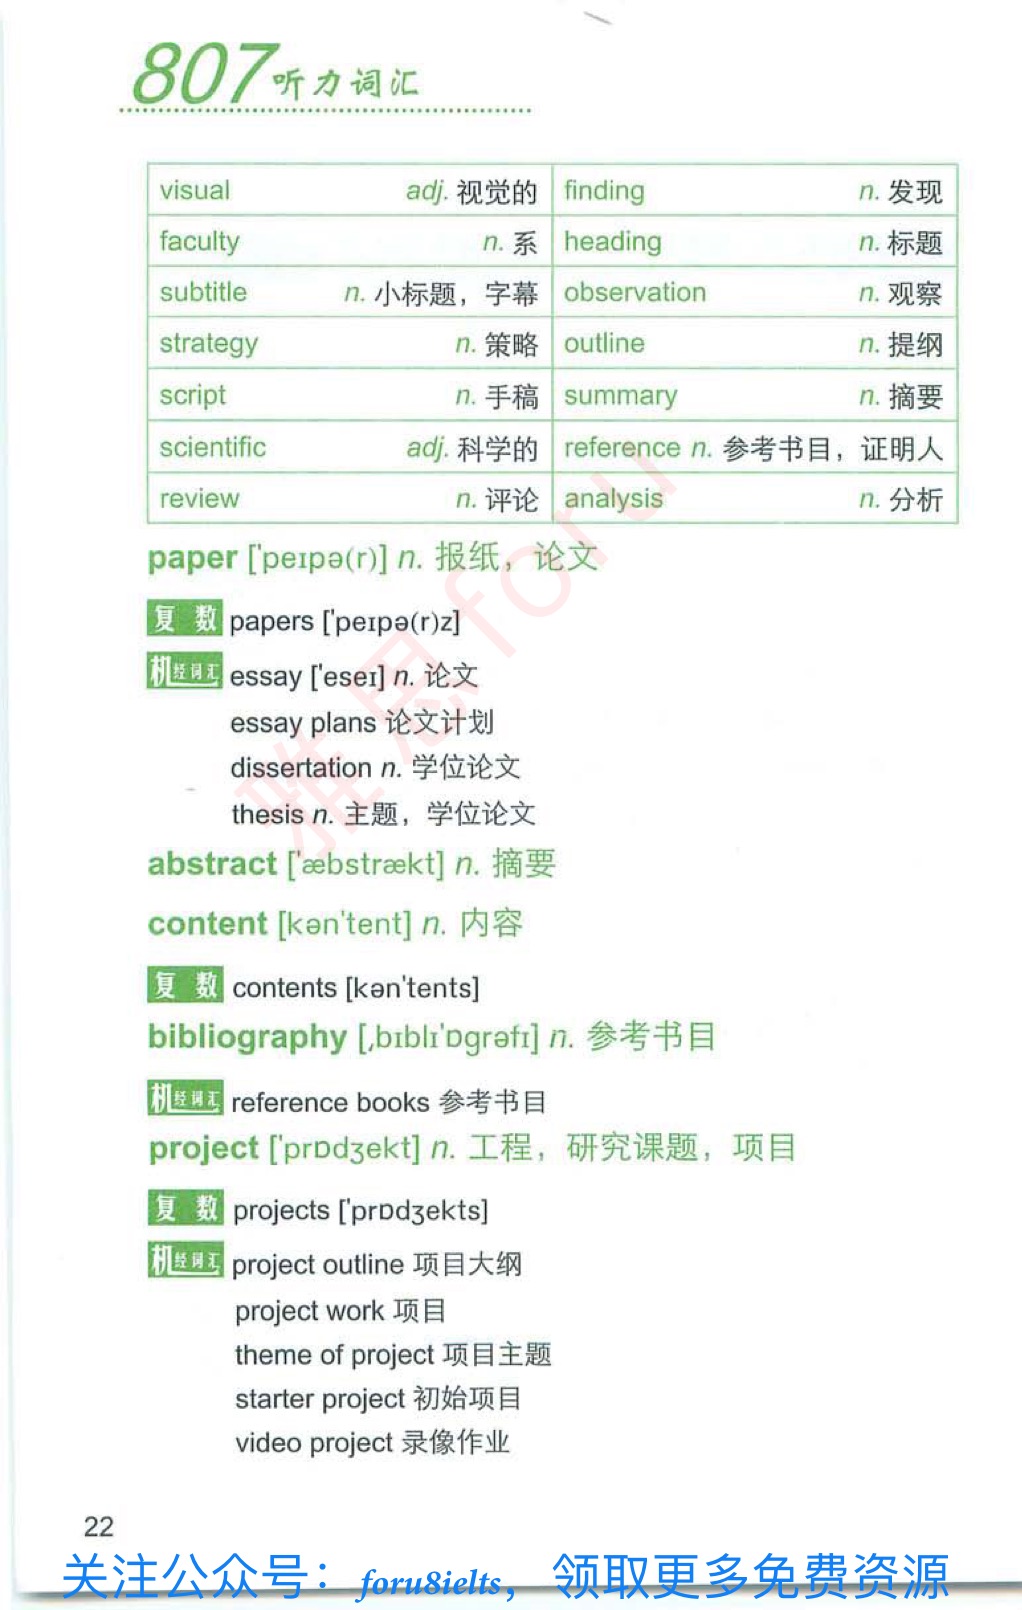 807听力词汇
visual adj. 视觉的 finding n. 发现
faculty n. 系 heading n. 标题
subtitle n. 小标题，字幕 observation n. 观察
strategy n. 策略 outline n. 提纲
script n. 手稿 summary n. 摘要
scientific adj. 科学的 reference n. 参考书目，证明人
review n. 评论 analysis n. 分析
paper ['peɪpə(r)] n. 报纸，论文
复数 papers ['peɪpə(r)z]
机经词汇 essay ['eseɪ] n. 论文
essay plans 论文计划
dissertation n. 学位论文
thesis n. 主题，学位论文
abstract ['æbstrækt] n. 摘要
content [kən'tent] n. 内容
复数 contents [kən'tents]
bibliography [ˌbɪblɪ'ɒgrəfɪ] n. 参考书目
机经词汇 reference books 参考书目
project ['prɒdʒekt] n. 工程，研究课题，项目
复数 projects ['prɒdʒekts]
机经词汇 project outline 项目大纲
project work 项目
theme of project 项目主题
starter project 初始项目
video project 录像作业
22
关注公众号：foru8ielts，领取更多免费资源
雅思foru